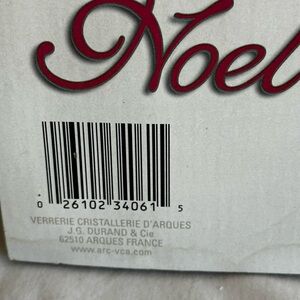 Noel
0 26102 34061 5
VERRERIE CRISTALLERIE D'ARQUES
J.G. DURAND & Cie
62510 ARQUES FRANCE
www.arc-vca.com